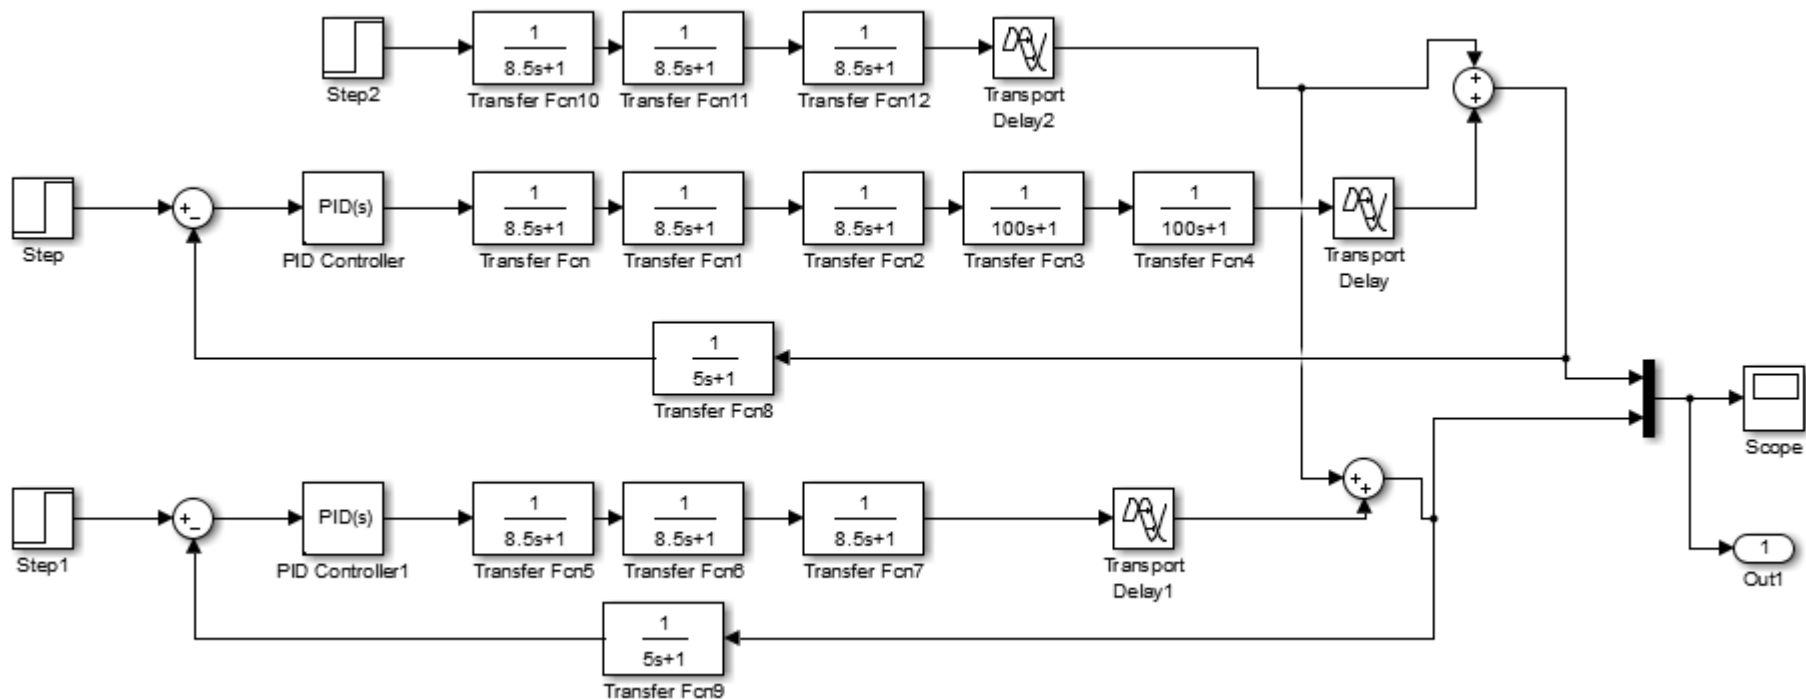 1 1 1
8.5s+1 8.5s+1 8.5s+1
Step2 Transfer Fcn10 Transfer Fcn11 Transfer Fcn12 Transport
Delay2
+
+
1 1 1 1 1
+ - PID(s) 8.5s+1 8.5s+1 8.5s+1 100s+1 100s+1
Step PID Controller Transfer Fcn Transfer Fcn1 Transfer Fcn2 Transfer Fcn3 Transfer Fcn4 Transport
Delay
1
5s+1
Transfer Fcn8
Scope
+ +
1 1 1
+ - PID(s) 8.5s+1 8.5s+1 8.5s+1
Step1 PID Controller1 Transfer Fcn5 Transfer Fcn6 Transfer Fcn7 Transport
Delay1
1
Out1
1
5s+1
Transfer Fcn9